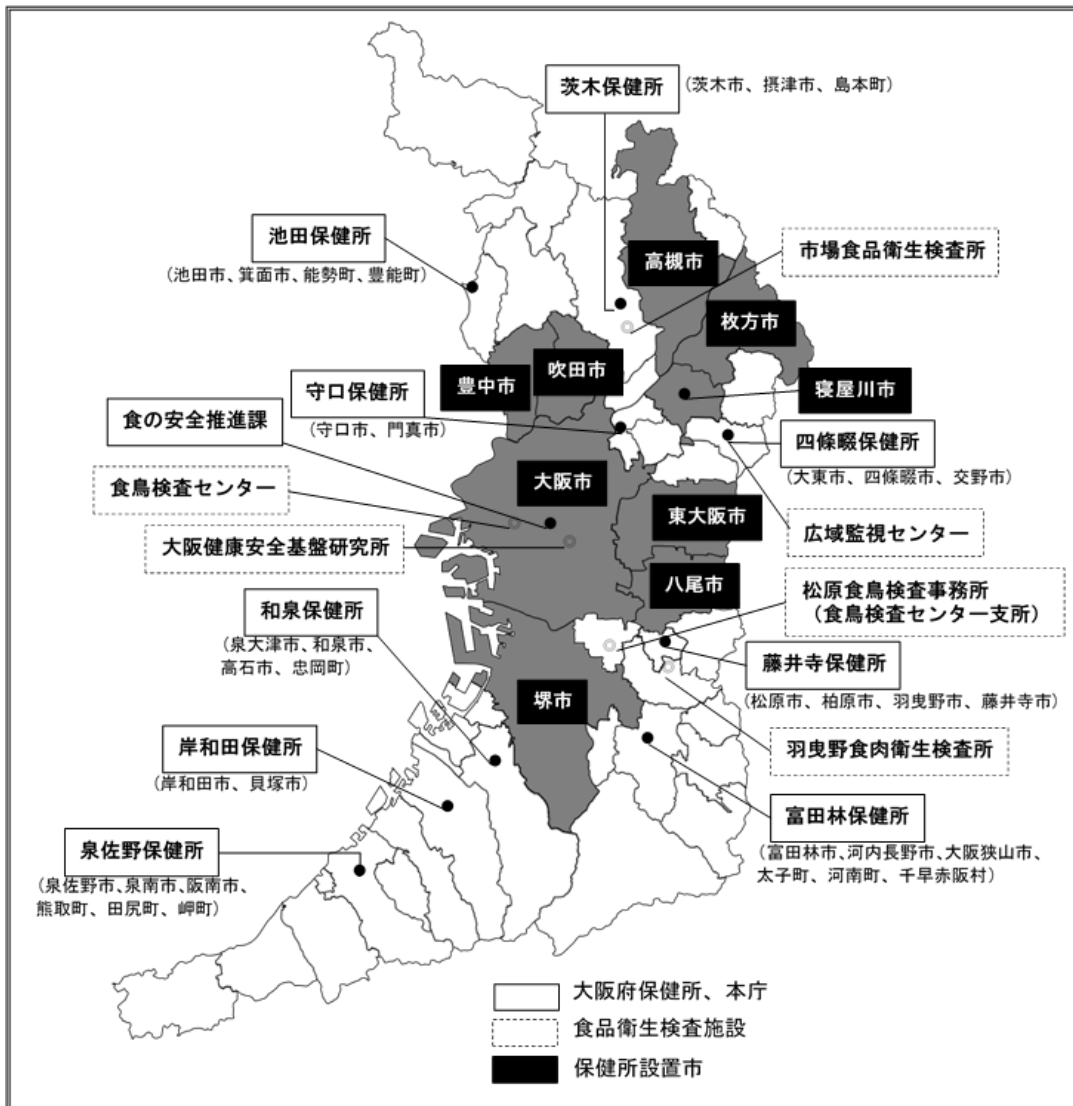 茨木保健所
(茨木市、摂津市、島本町)
池田保健所
(池田市、箕面市、能勢町、豊能町)
高槻市
市場食品衛生検査所
枚方市
吹田市
豊中市
守口保健所
(守口市、門真市)
寝屋川市
食の安全推進課
四條畷保健所
(大東市、四條畷市、交野市)
食鳥検査センター
大阪市
東大阪市
広域監視センター
大阪健康安全基盤研究所
八尾市
松原食鳥検査事務所
(食鳥検査センター支所)
和泉保健所
(泉大津市、和泉市、
高石市、忠岡町)
藤井寺保健所
(松原市、柏原市、羽曳野市、藤井寺市)
堺市
羽曳野食肉衛生検査所
岸和田保健所
(岸和田市、貝塚市)
富田林保健所
(富田林市、河内長野市、大阪狭山市、
太子町、河南町、千早赤阪村)
泉佐野保健所
(泉佐野市、泉南市、阪南市、
熊取町、田尻町、岬町)
大阪府保健所、本庁
食品衛生検査施設
保健所設置市